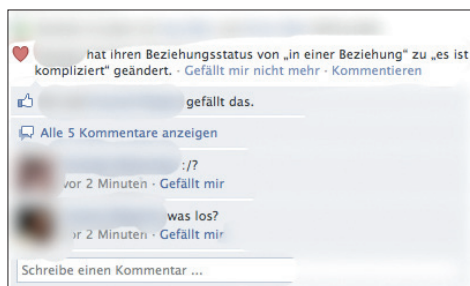 hat ihren Beziehungsstatus von „in einer Beziehung“ zu „es ist
kompliziert“ geändert. · Gefällt mir nicht mehr · Kommentieren
gefällt das.
Alle 5 Kommentare anzeigen
:/?
vor 2 Minuten · Gefällt mir
was los?
vor 2 Minuten · Gefällt mir
Schreibe einen Kommentar ...